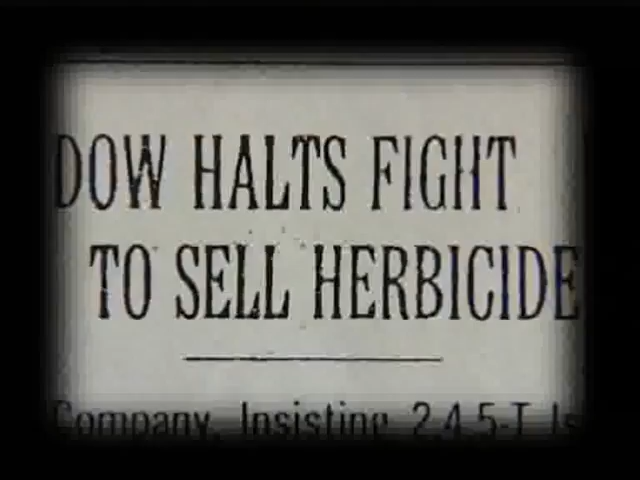 DOW HALTS FIGHT
TO SELL HERBICIDE
Company, Insisting 2,4,5-T Is